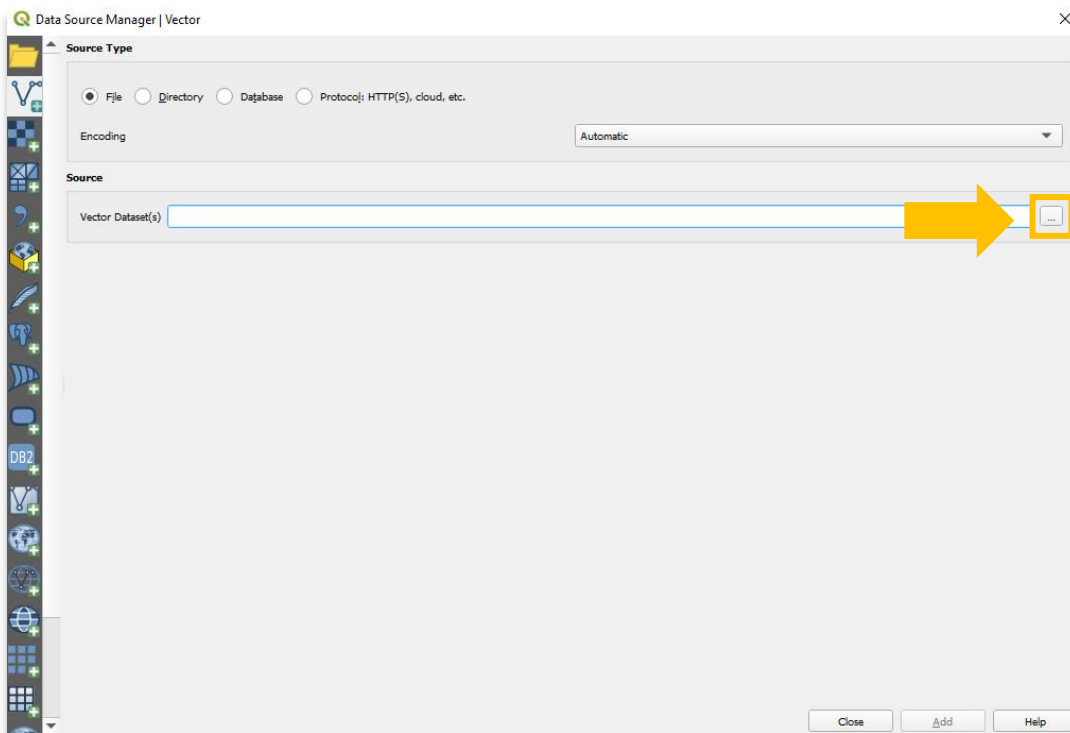 Data Source Manager | Vector
Source Type
File Directory Database Protocol: HTTP(S), cloud, etc.
Encoding Automatic
Source
Vector Dataset(s) ...
DB2
Close Add Help